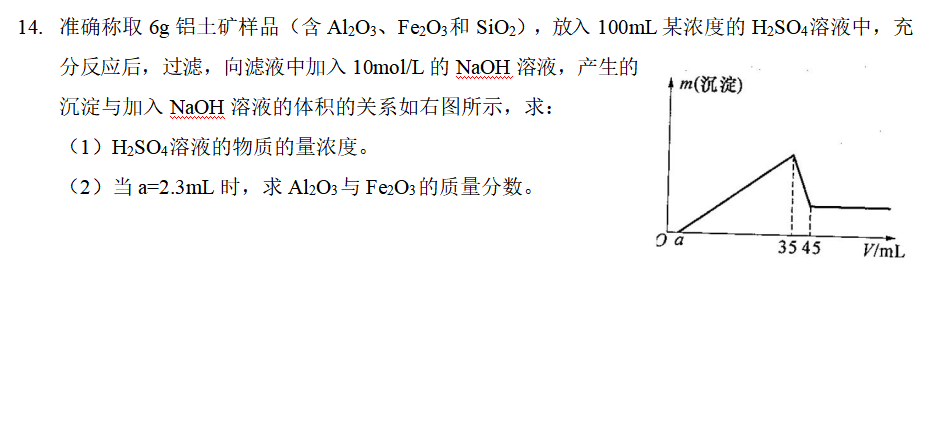 14. 准确称取 6g 铝土矿样品（含 Al₂O₃、Fe₂O₃和 SiO₂），放入 100mL 某浓度的 H₂SO₄溶液中，充
分反应后，过滤，向滤液中加入 10mol/L 的 NaOH 溶液，产生的
沉淀与加入 NaOH 溶液的体积的关系如右图所示，求：
（1）H₂SO₄溶液的物质的量浓度。
（2）当 a=2.3mL 时，求 Al₂O₃与 Fe₂O₃的质量分数。
m(沉淀)
O a 35 45 V/mL